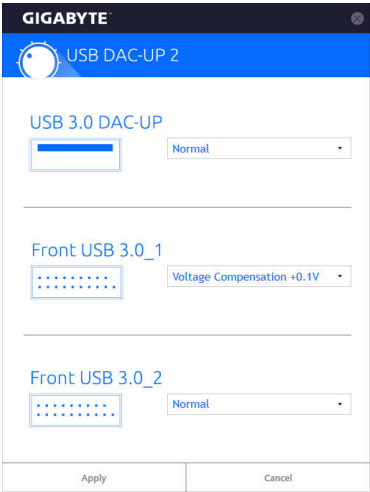 GIGABYTE™
USB DAC-UP 2
USB 3.0 DAC-UP
Normal
Front USB 3.0_1
Voltage Compensation +0.1V
Front USB 3.0_2
Normal
Apply
Cancel